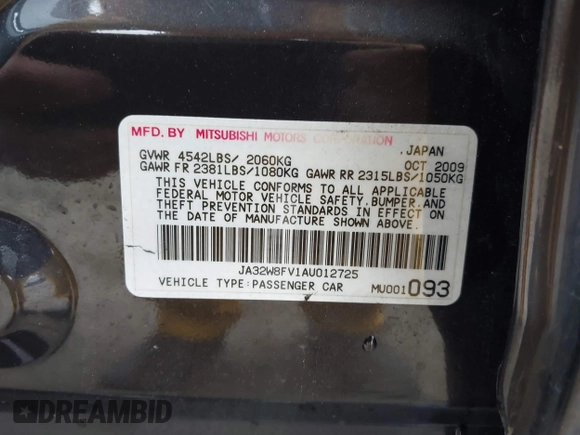 MFD. BY MITSUBISHI MOTORS CORPORATION .JAPAN
GVWR 4542LBS/ 2060KG OCT 2009
GAWR FR 2381LBS/1080KG GAWR RR 2315LBS/1050KG
THIS VEHICLE CONFORMS TO ALL APPLICABLE
FEDERAL MOTOR VEHICLE SAFETY.BUMPER.AND
THEFT PREVENTION STANDARDS IN EFFECT ON
THE DATE OF MANUFACTURE SHOWN ABOVE.
JA32W8FV1AU012725
VEHICLE TYPE:PASSENGER CAR MU001093
DREAMBID